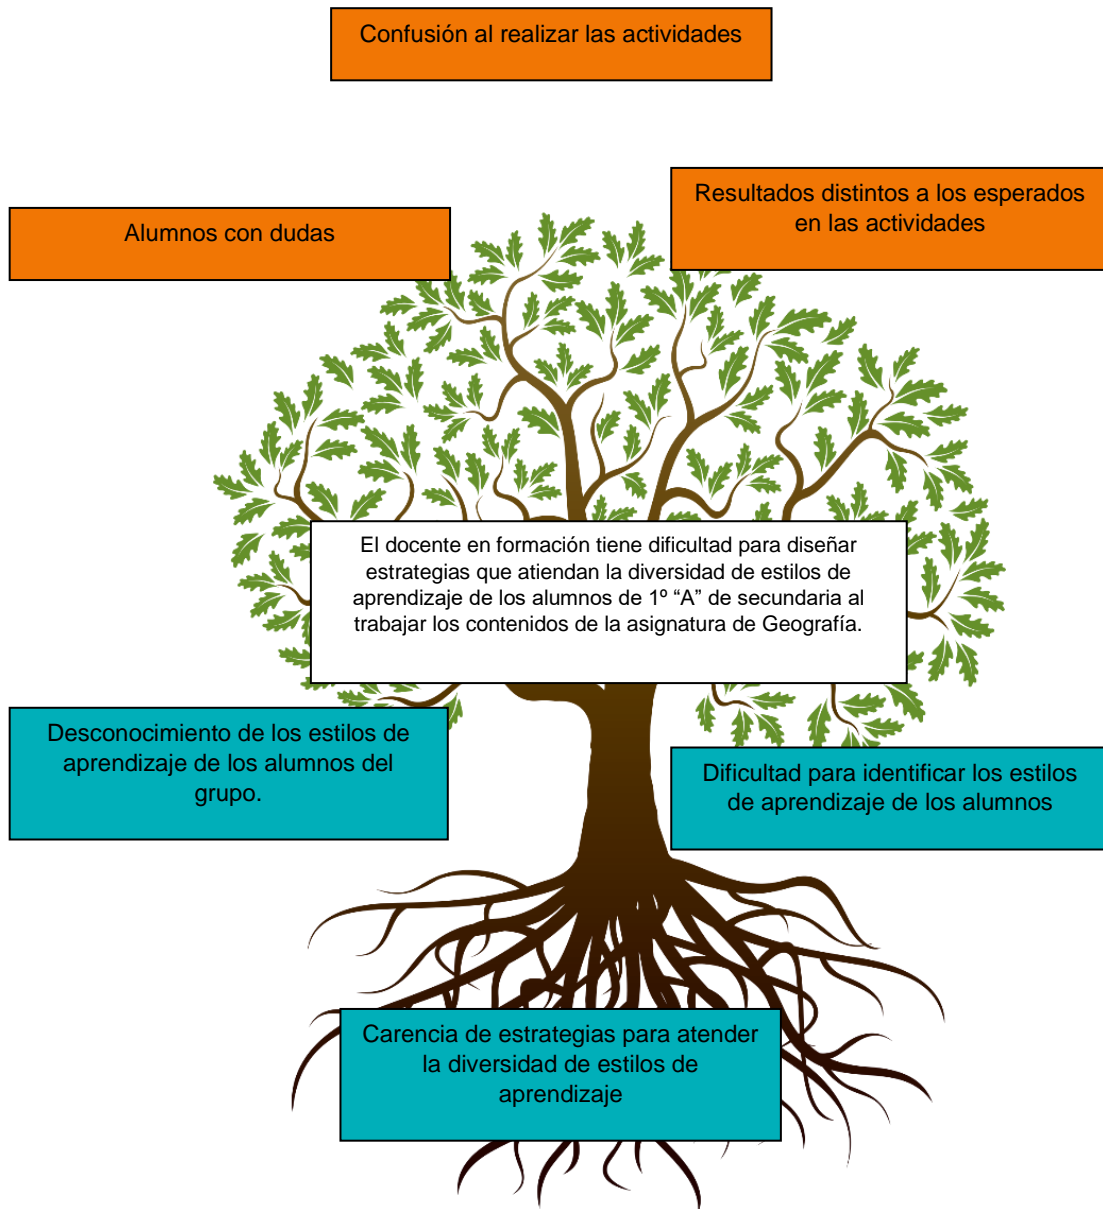 Confusión al realizar las actividades
Alumnos con dudas
Resultados distintos a los esperados
en las actividades
El docente en formación tiene dificultad para diseñar
estrategias que atiendan la diversidad de estilos de
aprendizaje de los alumnos de 1º “A” de secundaria al
trabajar los contenidos de la asignatura de Geografía.
Desconocimiento de los estilos de
aprendizaje de los alumnos del
grupo.
Dificultad para identificar los estilos
de aprendizaje de los alumnos
Carencia de estrategias para atender
la diversidad de estilos de
aprendizaje